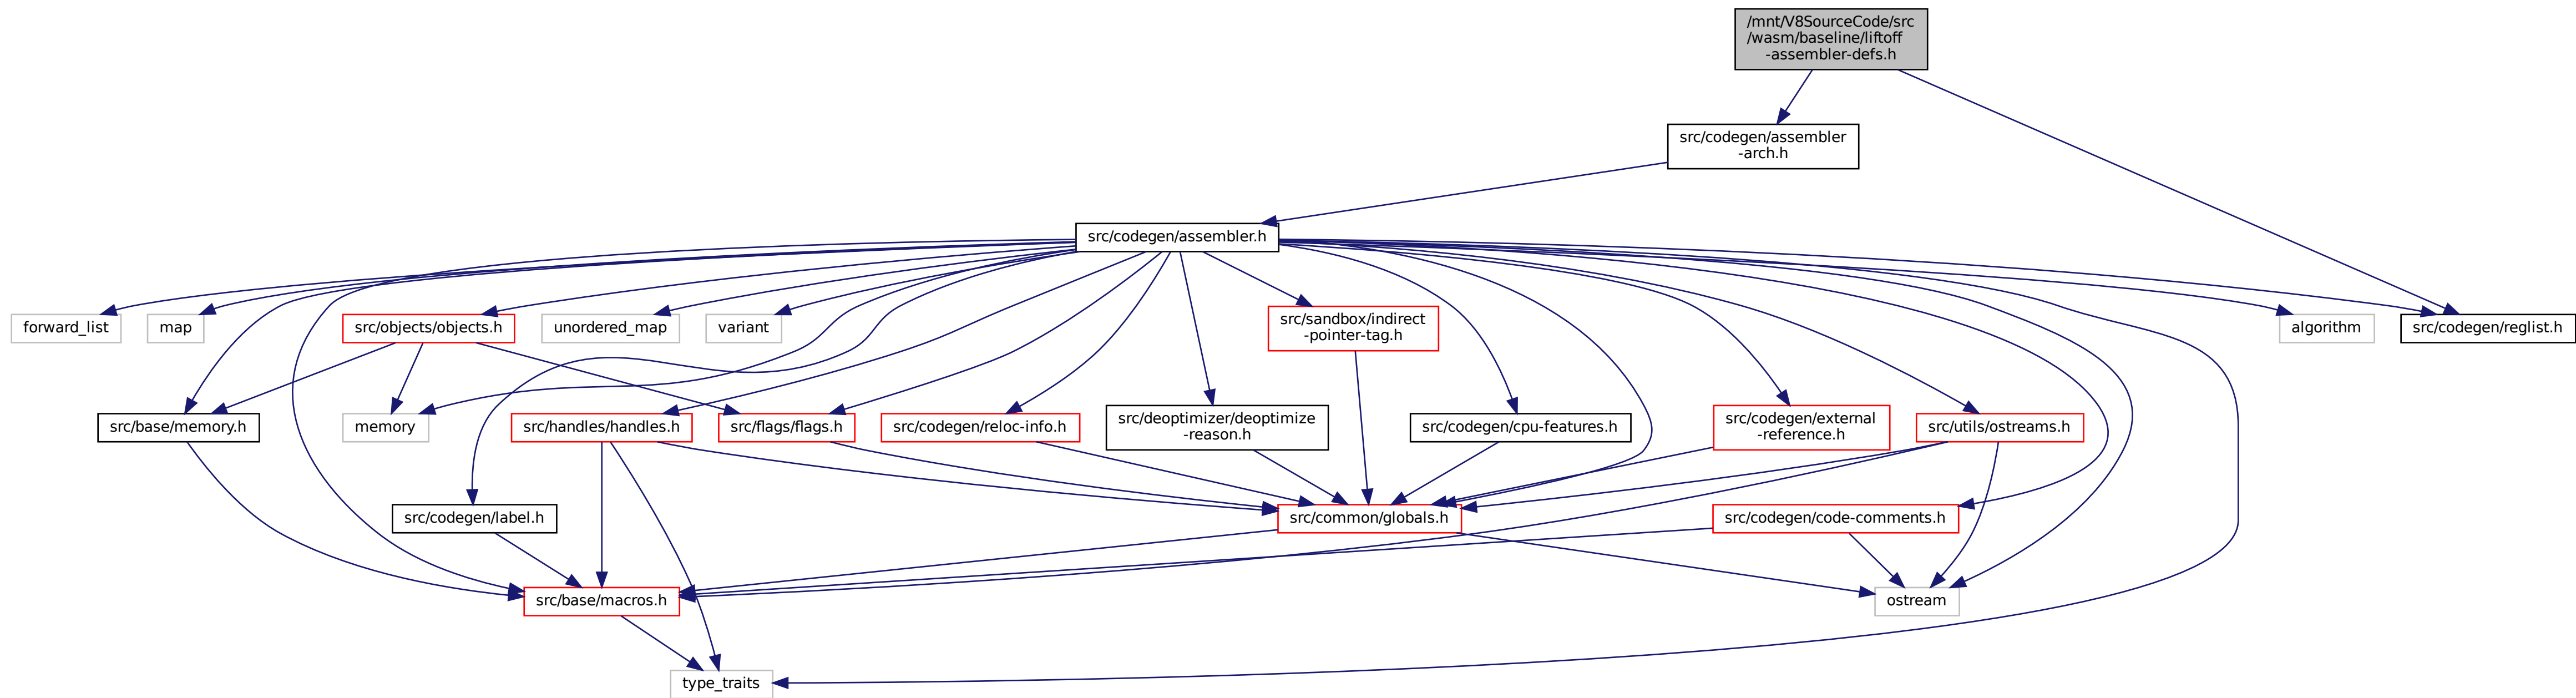 /mnt/V8SourceCode/src
/wasm/baseline/liftoff
-assembler-defs.h
src/codegen/assembler
-arch.h
src/codegen/assembler.h
forward_list
map
src/objects/objects.h
unordered_map
variant
src/sandbox/indirect
-pointer-tag.h
algorithm
src/codegen/reglist.h
src/base/memory.h
memory
src/handles/handles.h
src/flags/flags.h
src/codegen/reloc-info.h
src/deoptimizer/deoptimize
-reason.h
src/codegen/cpu-features.h
src/codegen/external
-reference.h
src/utils/ostreams.h
src/codegen/label.h
src/common/globals.h
src/codegen/code-comments.h
src/base/macros.h
ostream
type_traits